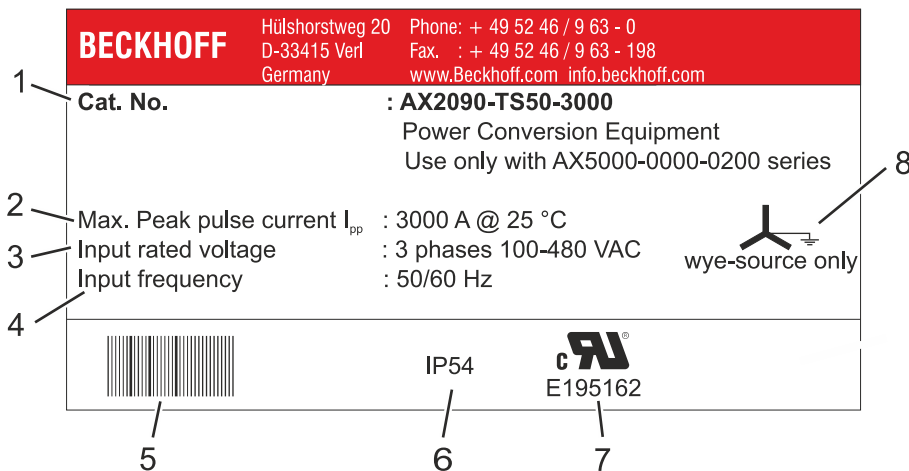 BECKHOFF
Hülshorstweg 20 Phone: + 49 52 46 / 9 63 - 0
D-33415 Verl Fax. : + 49 52 46 / 9 63 - 198
Germany www.Beckhoff.com info.beckhoff.com
1
Cat. No. : AX2090-TS50-3000
Power Conversion Equipment
Use only with AX5000-0000-0200 series
8
2
Max. Peak pulse current Ipp : 3000 A @ 25 °C
3
Input rated voltage : 3 phases 100-480 VAC
wye-source only
Input frequency : 50/60 Hz
4
IP54
c RU ®
E195162
5 6 7